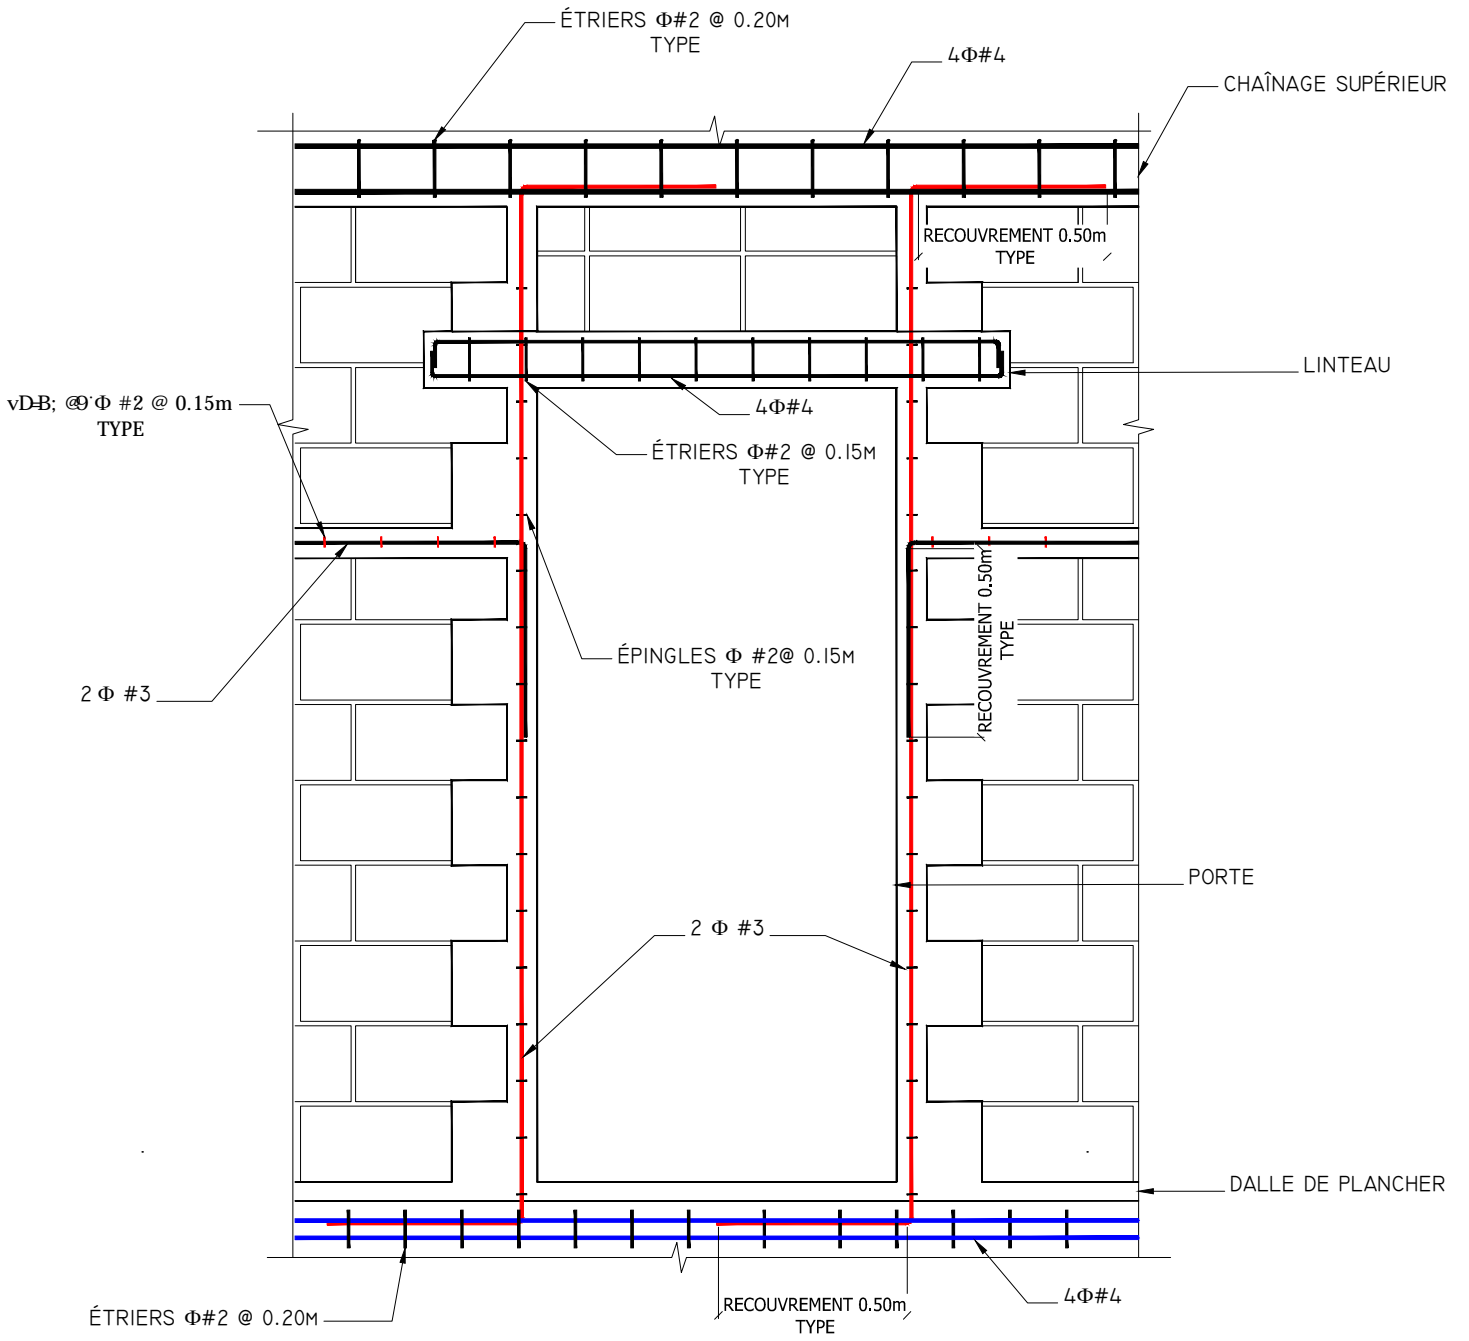 ÉTRIERS Φ#2 @ 0.20M
TYPE
4Φ#4
CHAÎNAGE SUPÉRIEUR
RECOUVREMENT 0.50m
TYPE
LINTEAU
vD-B; @9˙Φ #2 @ 0.15m
TYPE
4Φ#4
ÉTRIERS Φ#2 @ 0.15M
TYPE
RECOUVREMENT 0.50m
TYPE
ÉPINGLES Φ #2@ 0.15M
TYPE
2 Φ #3
PORTE
2 Φ #3
DALLE DE PLANCHER
4Φ#4
RECOUVREMENT 0.50m
TYPE
ÉTRIERS Φ#2 @ 0.20M